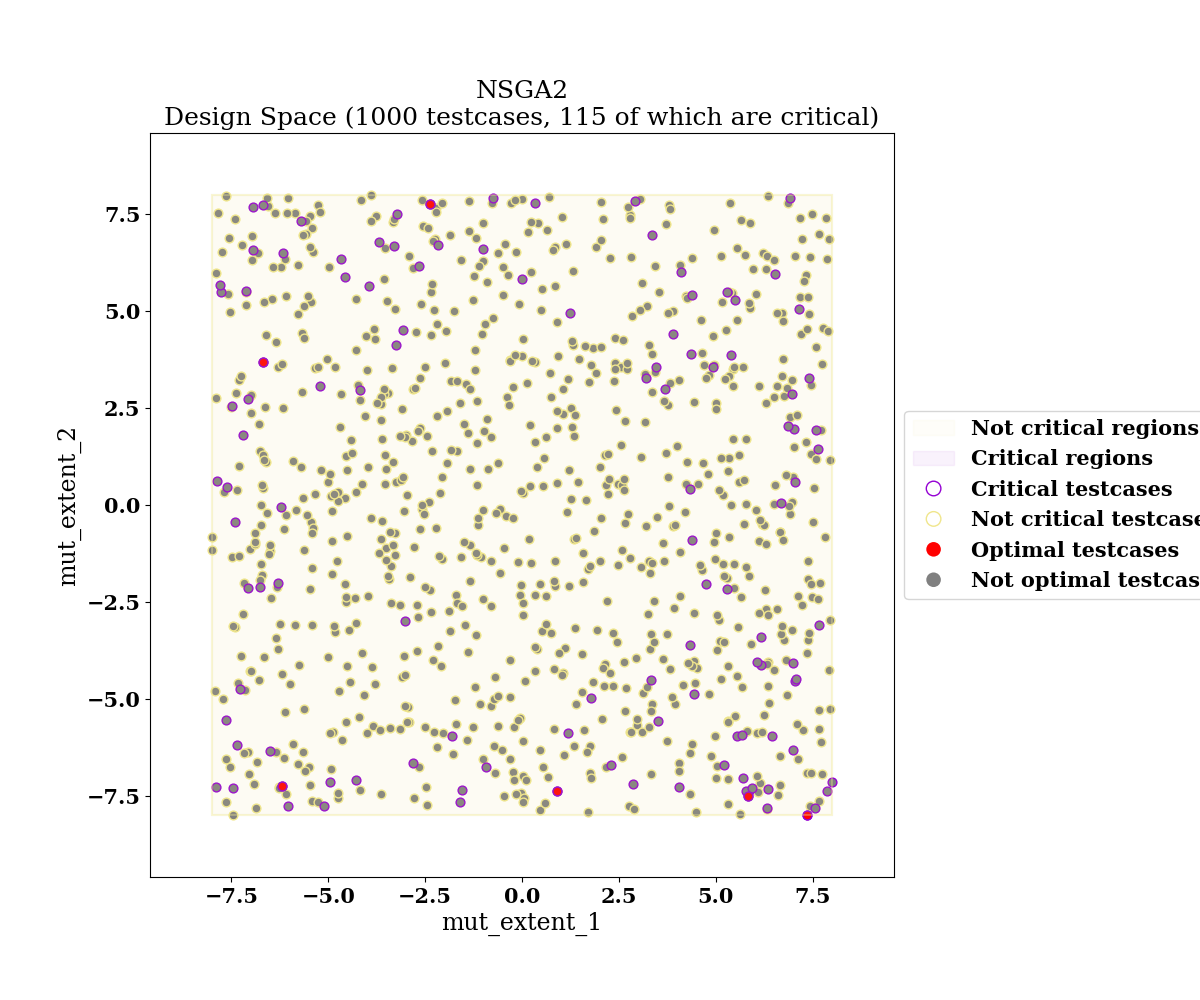 NSGA2
Design Space (1000 testcases, 115 of which are critical)
7.5
5.0
2.5
0.0
−2.5
−5.0
−7.5
mut_extent_2
−7.5 −5.0 −2.5 0.0 2.5 5.0 7.5
mut_extent_1
Not critical regions
Critical regions
Critical testcases
Not critical testcase
Optimal testcases
Not optimal testcas